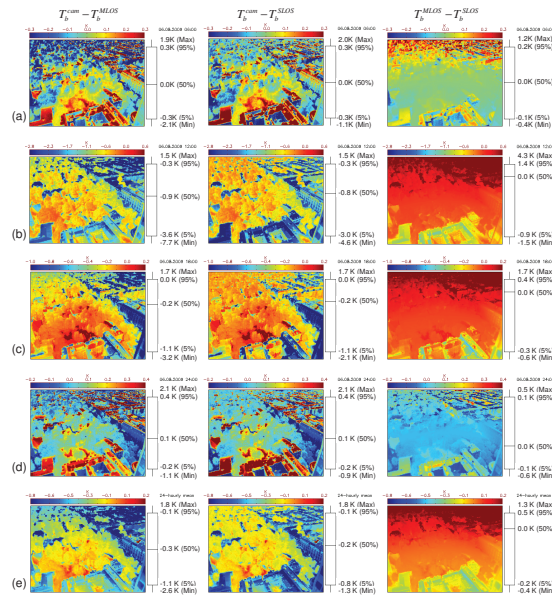 T_b^cam – T_b^MLOS
T_b^cam – T_b^SLOS
T_b^MLOS – T_b^SLOS
(a)
1.9K (Max)
0.3K (95%)
0.0K (50%)
-0.3K (5%)
-2.1K (Min)
2.0K (Max)
0.3K (95%)
0.0K (50%)
-0.3K (5%)
-1.1K (Min)
1.2K (Max)
0.2K (95%)
0.0K (50%)
-0.1K (5%)
-0.4K (Min)
(b)
1.5 K (Max)
-0.3 K (95%)
-0.9 K (50%)
-3.6 K (5%)
-7.7 K (Min)
1.5 K (Max)
-0.3 K (95%)
-0.8 K (50%)
-3.0 K (5%)
-4.6 K (Min)
4.3 K (Max)
1.4 K (95%)
0.0 K (50%)
-0.9 K (5%)
-1.5 K (Min)
(c)
1.7 K (Max)
0.0 K (95%)
-0.2 K (50%)
-1.1 K (5%)
-3.2 K (Min)
1.7 K (Max)
0.0 K (95%)
-0.2 K (50%)
-1.1 K (5%)
-2.1 K (Min)
1.7 K (Max)
0.4 K (95%)
0.0 K (50%)
-0.3 K (5%)
-0.6 K (Min)
(d)
2.1 K (Max)
0.4 K (95%)
0.1 K (50%)
-0.2 K (5%)
-1.1 K (Min)
2.1 K (Max)
0.4 K (95%)
0.1 K (50%)
-0.2 K (5%)
-0.9 K (Min)
0.5 K (Max)
0.1 K (95%)
0.0 K (50%)
-0.1 K (5%)
-0.6 K (Min)
(e)
24-hourly mean
1.8 K (Max)
-0.1 K (95%)
-0.3 K (50%)
-1.1 K (5%)
-2.6 K (Min)
24-hourly mean
1.8 K (Max)
-0.1 K (95%)
-0.2 K (50%)
-0.8 K (5%)
-1.3 K (Min)
24-hourly mean
1.3 K (Max)
0.5 K (95%)
0.0 K (50%)
-0.2 K (5%)
-0.4 K (Min)